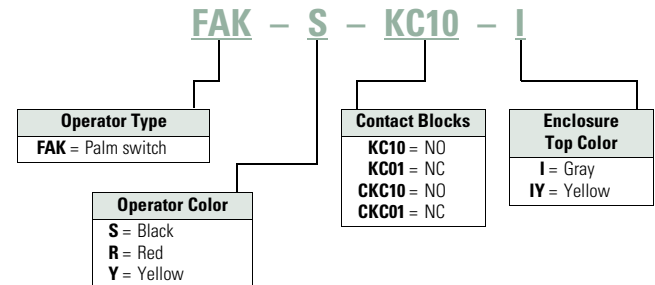 FAK – S – KC10 – I
Operator Type
FAK = Palm switch
Operator Color
S = Black
R = Red
Y = Yellow
Contact Blocks
KC10 = NO
KC01 = NC
CKC10 = NO
CKC01 = NC
Enclosure
Top Color
I = Gray
IY = Yellow